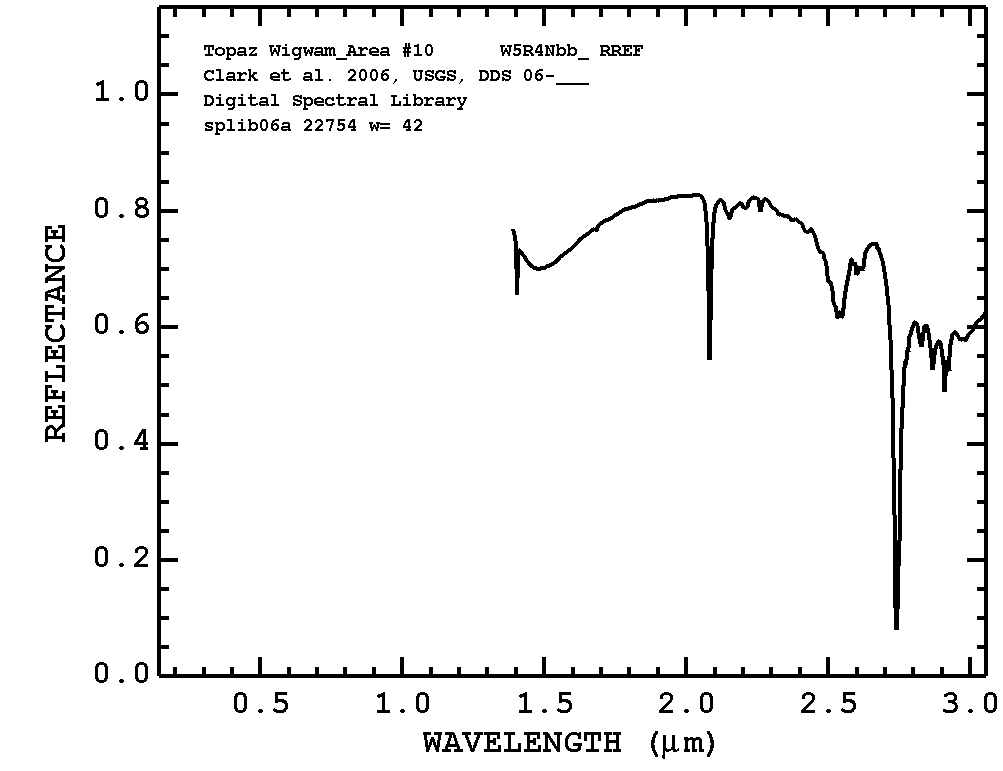 Topaz Wigwam_Area #10 W5R4Nbb_ RREF
Clark et al. 2006, USGS, DDS 06-___
Digital Spectral Library
splib06a 22754 w= 42
1.0
0.8
0.6
0.4
0.2
0.0
REFLECTANCE
0.5 1.0 1.5 2.0 2.5 3.0
WAVELENGTH (μm)